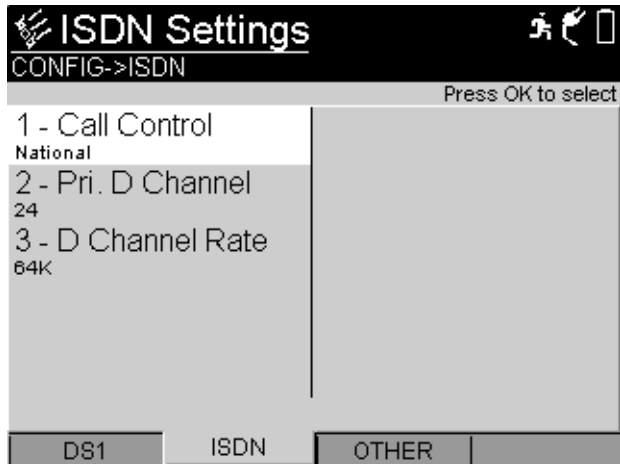 ISDN Settings
CONFIG->ISDN
Press OK to select
1 - Call Control
National
2 - Pri. D Channel
24
3 - D Channel Rate
64K
DS1 ISDN OTHER